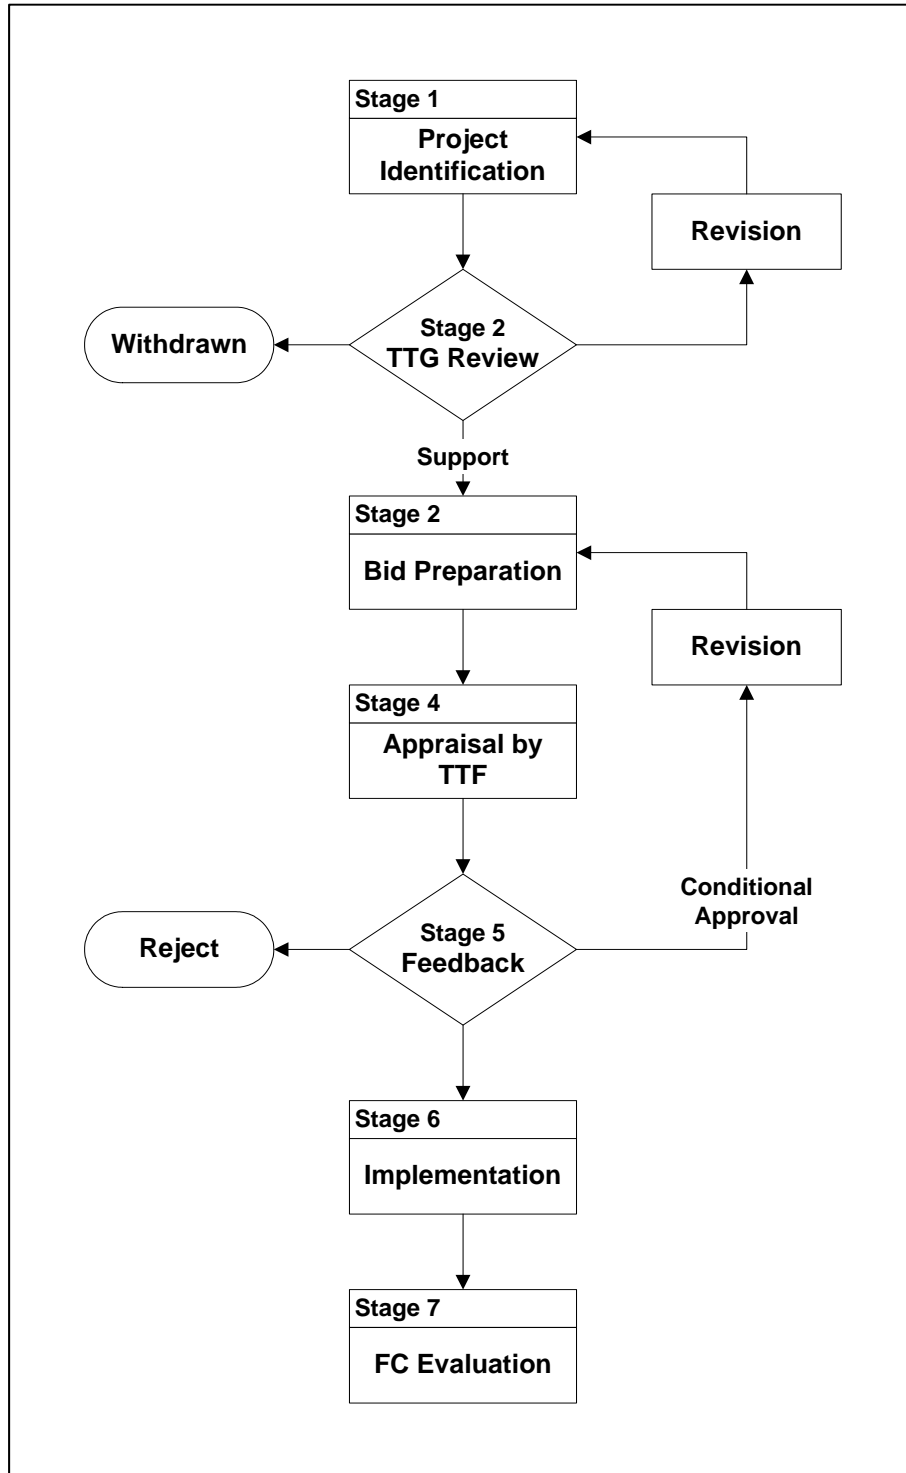 Stage 1
Project
Identification
Revision
Withdrawn
Stage 2
TTG Review
Support
Stage 2
Bid Preparation
Revision
Stage 4
Appraisal by
TTF
Conditional
Approval
Reject
Stage 5
Feedback
Stage 6
Implementation
Stage 7
FC Evaluation